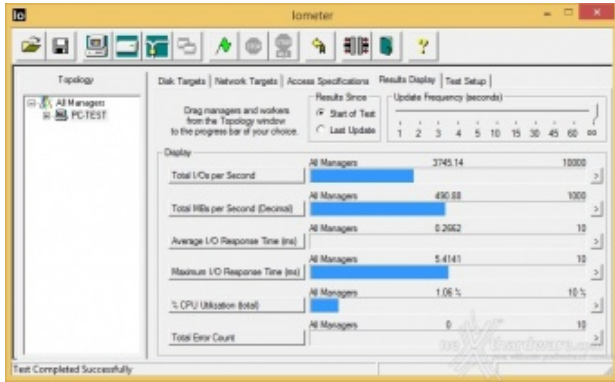 Io
Iometer
Topology
All Managers
PC-TEST
Disk Targets
Network Targets
Access Specifications
Results Display
Test Setup
Drag managers and workers
from the Topology window
to the progress bar of your choice.
Results Since
Start of Test
Last Update
Update Frequency (seconds)
1 2 3 4 5 10 15 30 45 60 ∞
Display
All Managers 3745.14 10000
Total I/Os per Second
All Managers 490.88 1000
Total MBs per Second (Decimal)
All Managers 0.2662 10
Average I/O Response Time (ms)
All Managers 5.4141 10
Maximum I/O Response Time (ms)
All Managers 1.06 % 10 %
% CPU Utilisation (total)
All Managers 0 10
Total Error Count
Test Completed Successfully